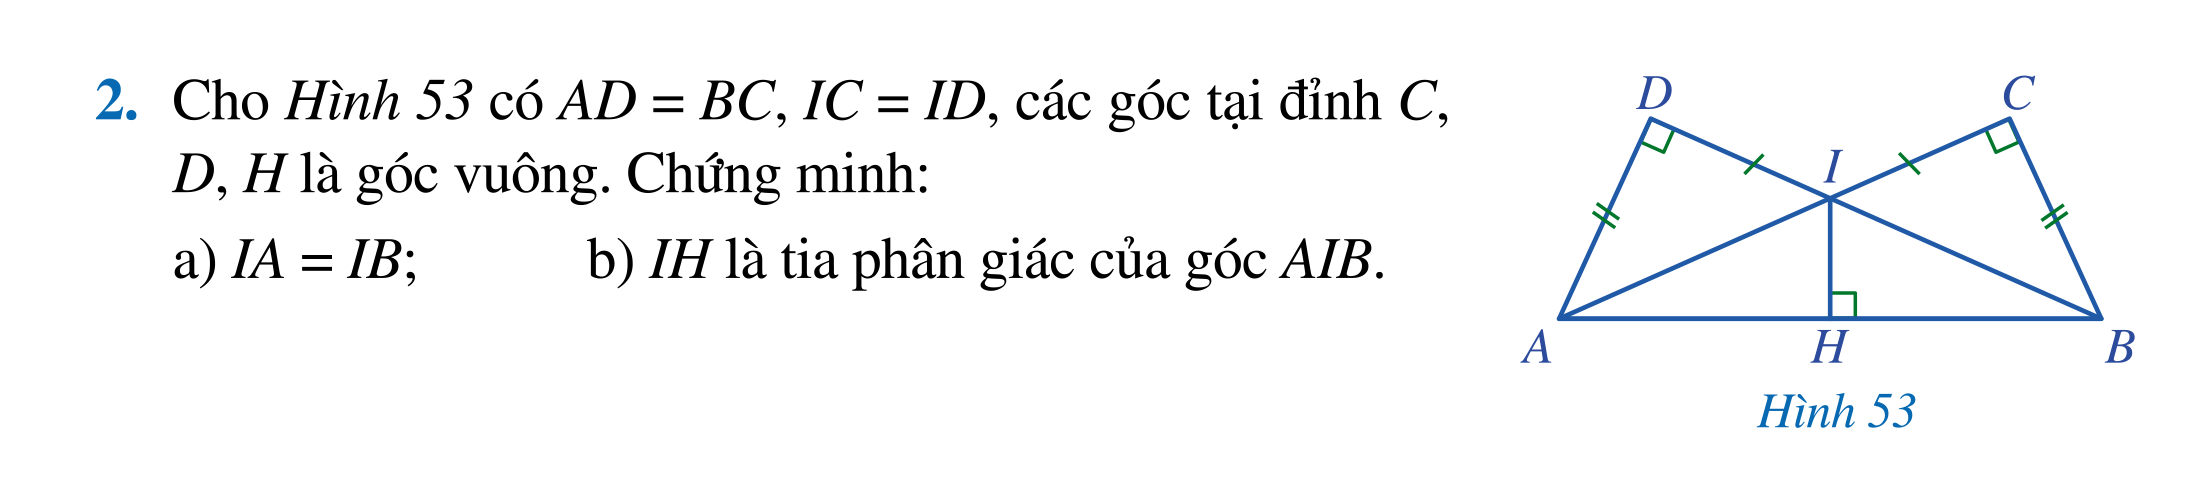 2. Cho Hình 53 có AD = BC, IC = ID, các góc tại đỉnh C,
D, H là góc vuông. Chứng minh:
a) IA = IB; b) IH là tia phân giác của góc AIB.
D C
I
A H B
Hình 53